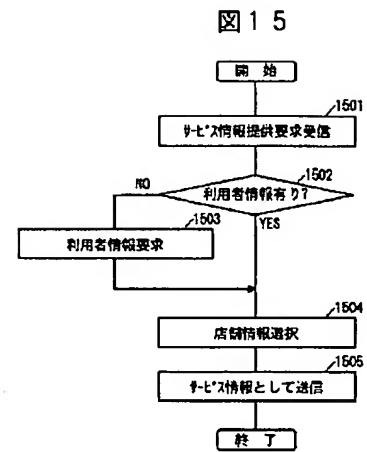 図15
開 始
1501
ｻｰﾋﾞｽ情報提供要求受信
1502
利用者情報有り?
NO
YES
1503
利用者情報要求
1504
店舗情報選択
1505
ｻｰﾋﾞｽ情報として送信
終 了